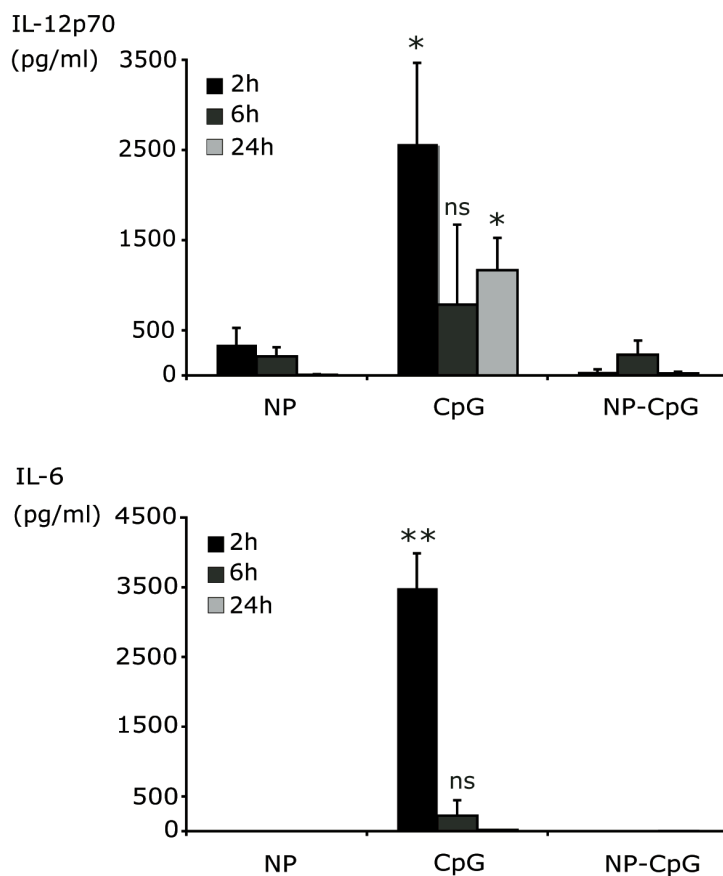 IL-12p70
(pg/ml)
3500
2500
1500
500
0
2h
6h
24h
*
ns
*
NP CpG NP-CpG
IL-6
(pg/ml)
4500
3500
2500
1500
500
0
2h
6h
24h
**
ns
NP CpG NP-CpG